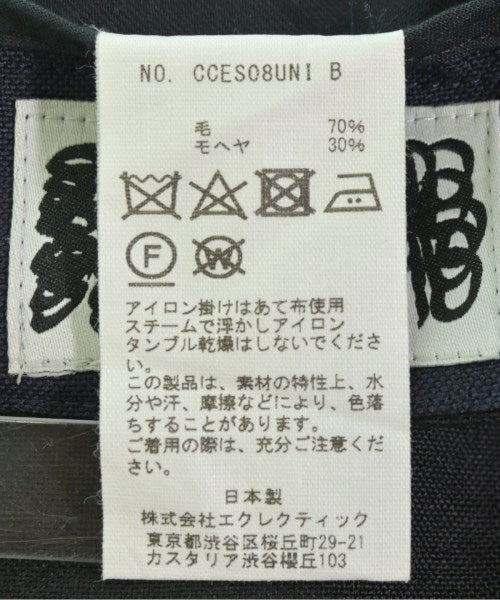 NO. CCES08UNI B
毛 70%
モヘヤ 30%
F W
アイロン掛けはあて布使用
スチームで浮かしアイロン
タンブル乾燥はしないでくださ
い。
この製品は、素材の特性上、水
分や汗、摩擦などにより、色落
ちすることがあります。
ご着用の際は、充分ご注意くだ
さい。
日本製
株式会社エクレクティック
東京都渋谷区桜丘町29-21
カスタリア渋谷櫻丘103